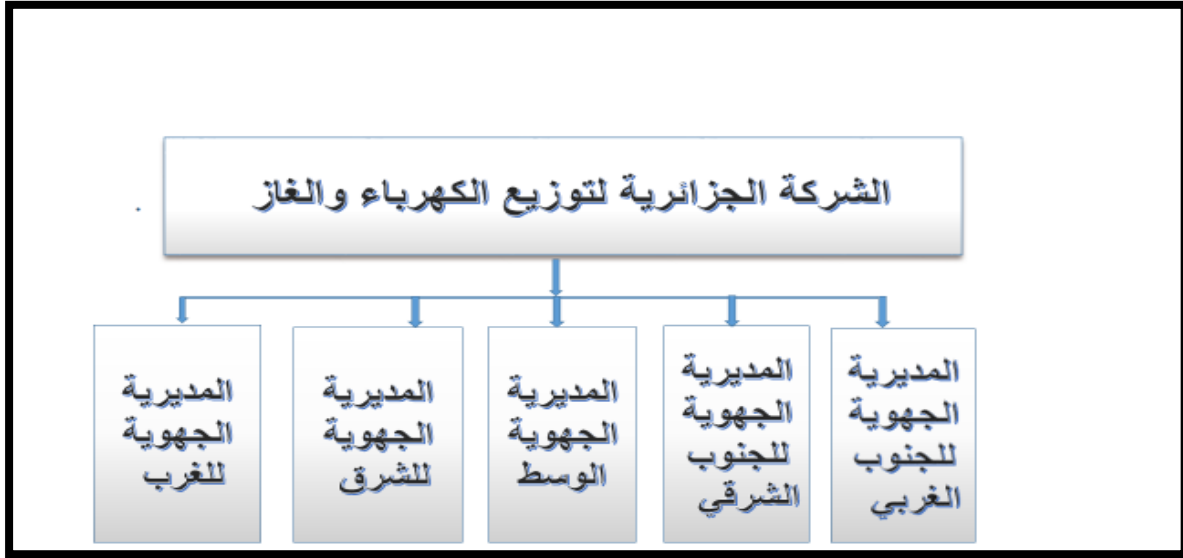 الشركة الجزائرية لتوزيع الكهرباء والغاز
المديرية
الجهوية
للجنوب
الغربي
المديرية
الجهوية
للجنوب
الشرقي
المديرية
الجهوية
الوسط
المديرية
الجهوية
للشرق
المديرية
الجهوية
للغرب